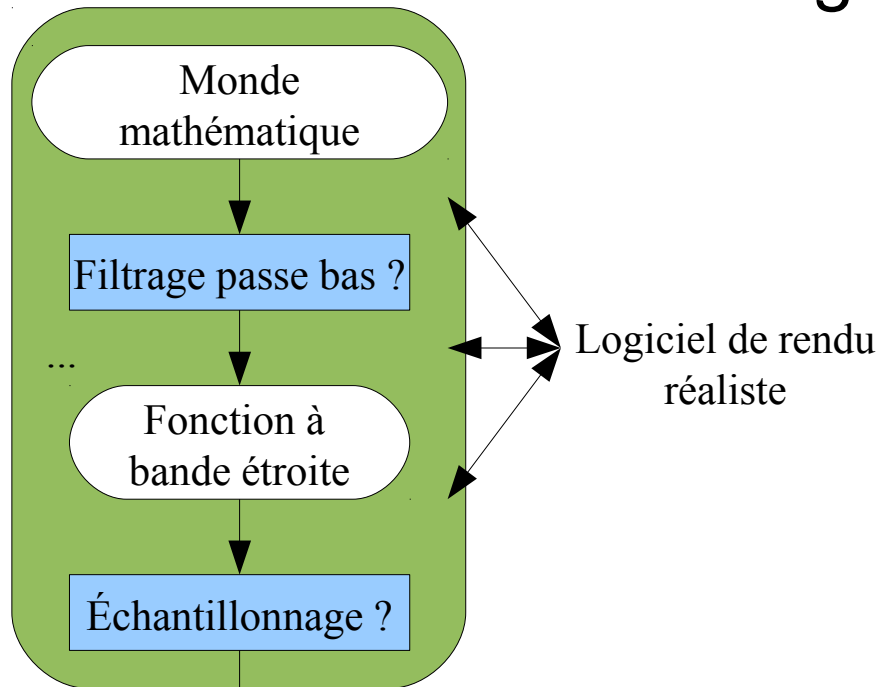 g
Monde
mathématique
Filtrage passe bas ?
...
Fonction à
bande étroite
Échantillonnage ?
Logiciel de rendu
réaliste